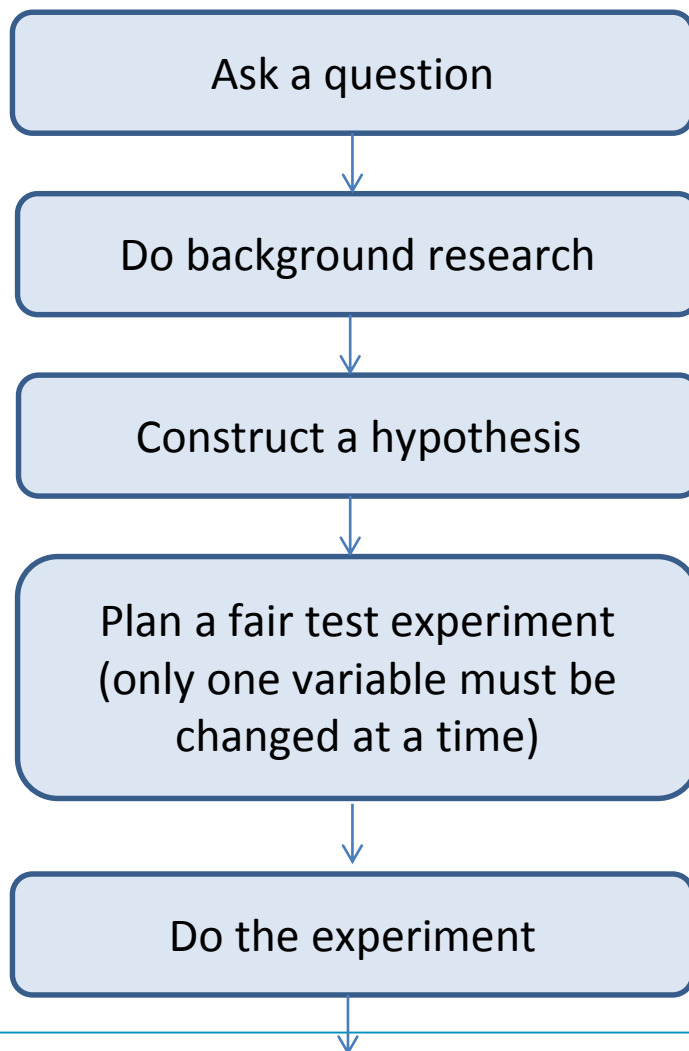 Ask a question
Do background research
Construct a hypothesis
Plan a fair test experiment
(only one variable must be
changed at a time)
Do the experiment